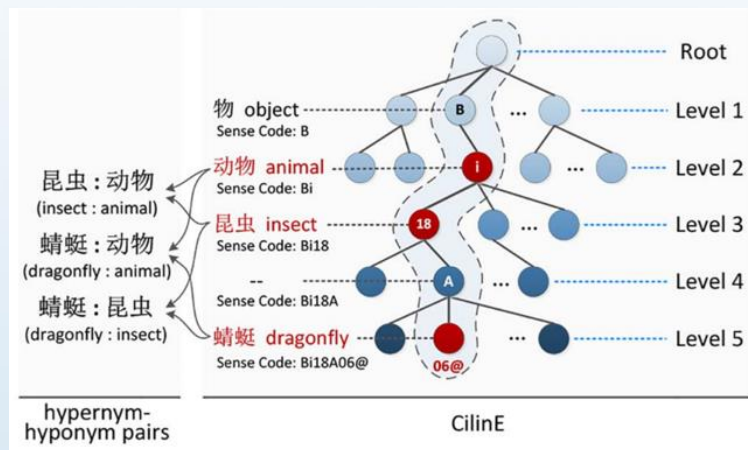 Root
物 object
B
...
Level 1
Sense Code: B
动物 animal
i
...
Level 2
Sense Code: Bi
昆虫 : 动物
(insect : animal)
昆虫 insect
18
...
Level 3
Sense Code: Bi18
蜻蜓 : 动物
(dragonfly : animal)
--
A
...
Level 4
Sense Code: Bi18A
蜻蜓 : 昆虫
(dragonfly : insect)
蜻蜓 dragonfly
...
Level 5
Sense Code: Bi18A06@
06@
hypernym-
hyponym pairs
CilinE